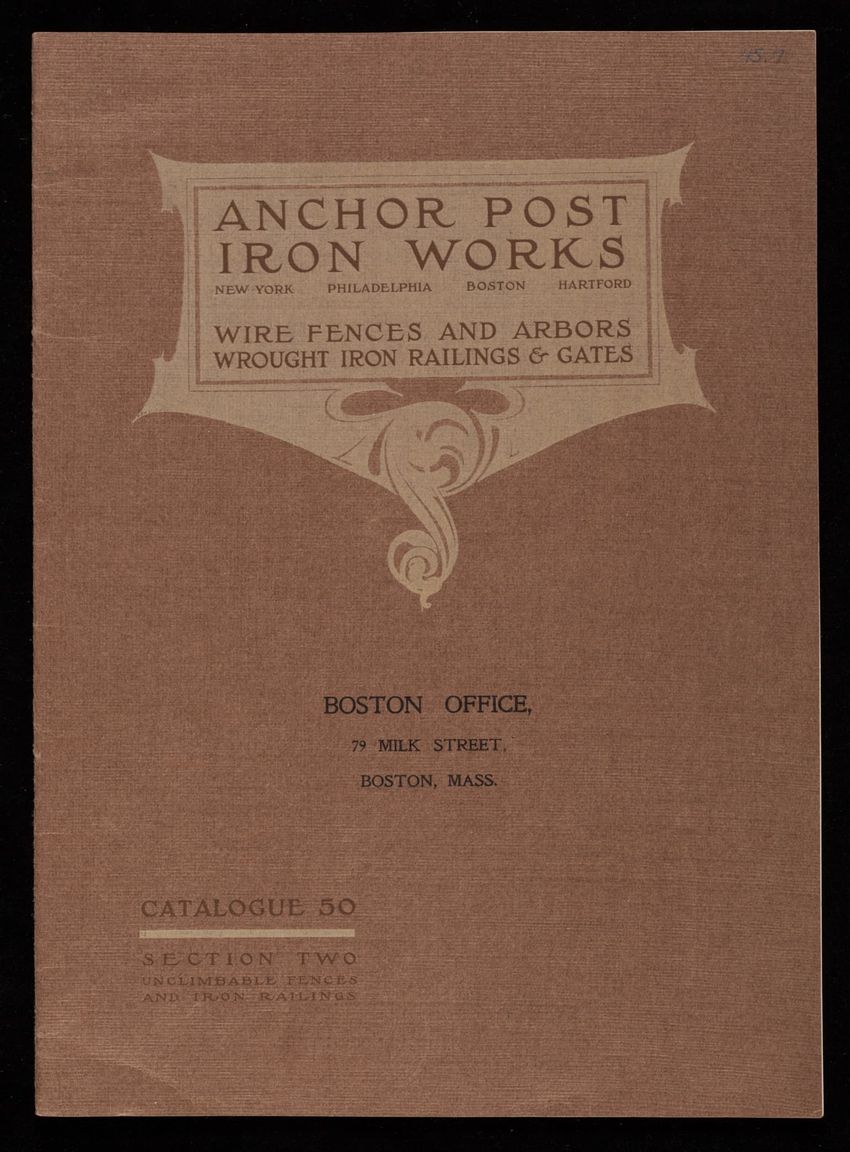 ANCHOR POST
IRON WORKS
NEW YORK PHILADELPHIA BOSTON HARTFORD
WIRE FENCES AND ARBORS
WROUGHT IRON RAILINGS & GATES
BOSTON OFFICE,
79 MILK STREET,
BOSTON, MASS.
CATALOGUE 50
SECTION TWO
UNCLIMBABLE FENCES
AND IRON RAILINGS